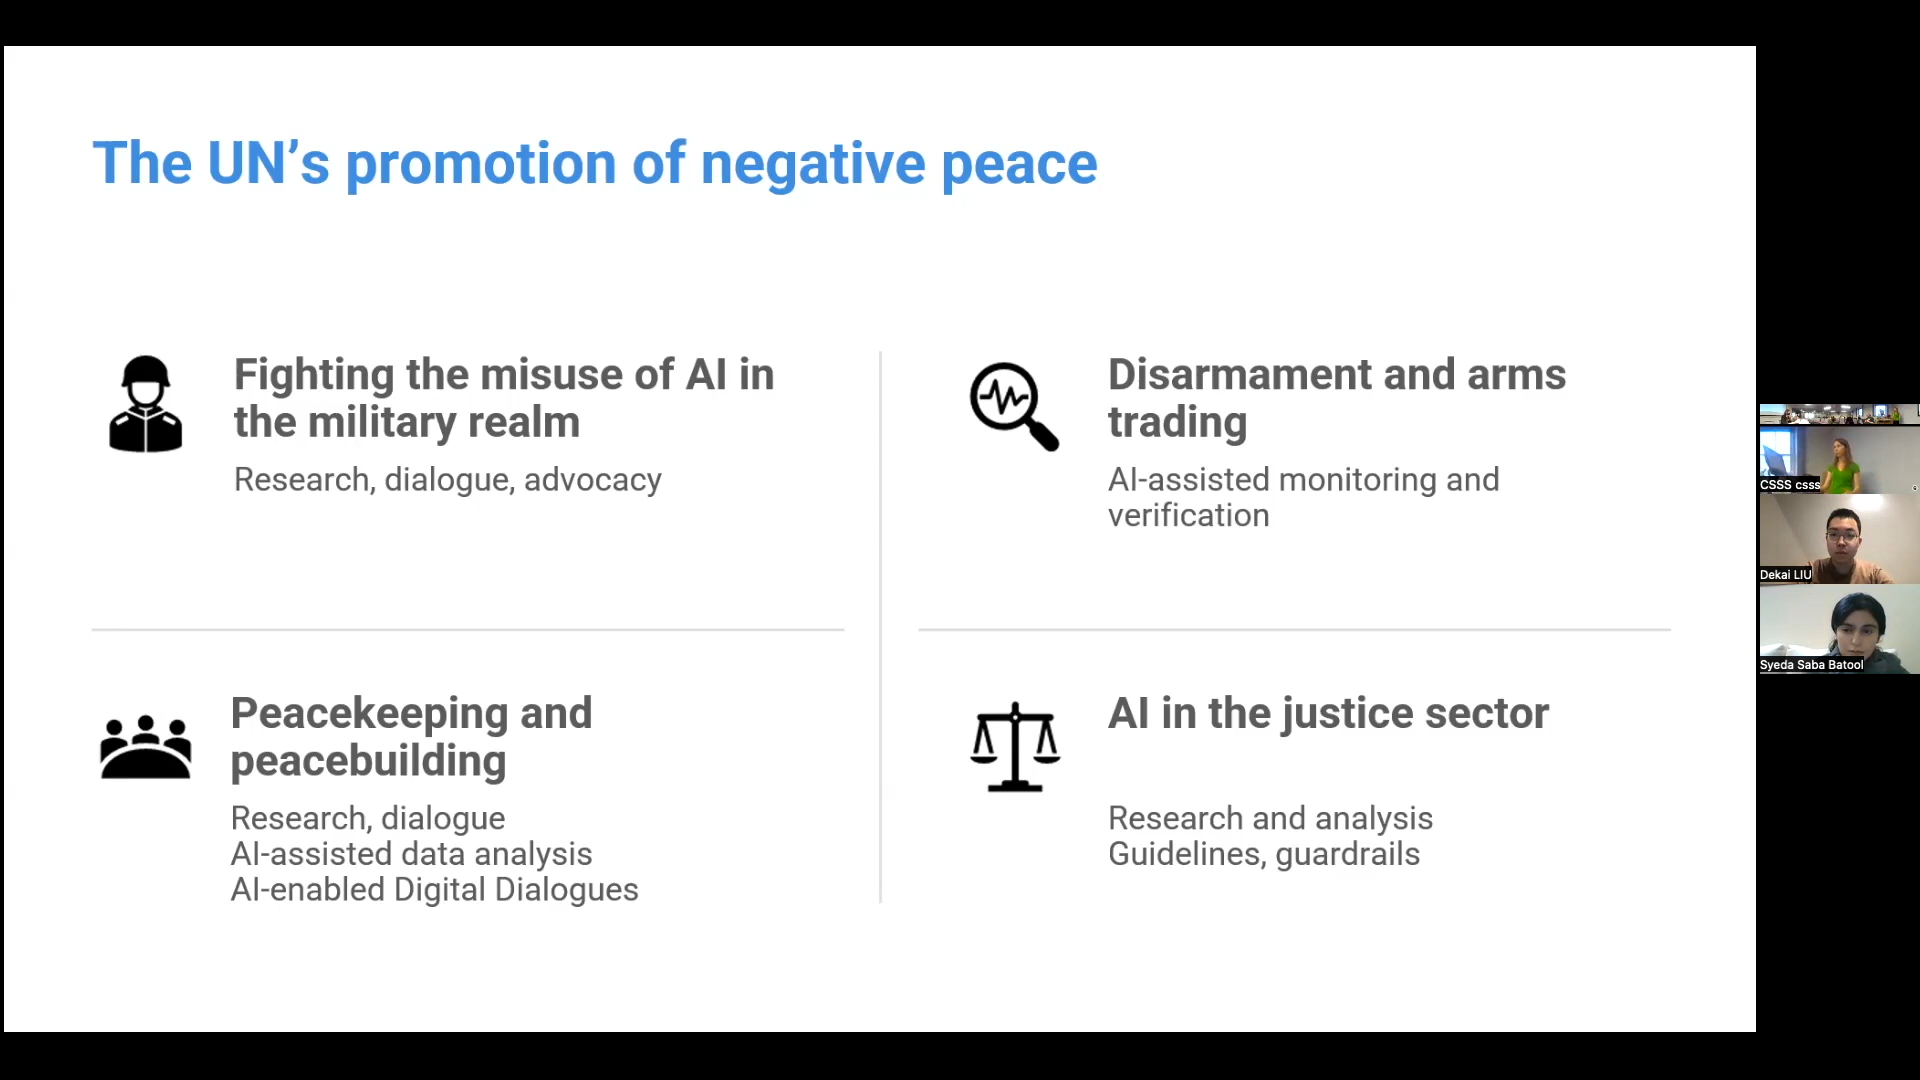 The UN’s promotion of negative peace
Fighting the misuse of AI in
the military realm
Research, dialogue, advocacy
Disarmament and arms
trading
AI-assisted monitoring and
verification
Peacekeeping and
peacebuilding
Research, dialogue
AI-assisted data analysis
AI-enabled Digital Dialogues
AI in the justice sector
Research and analysis
Guidelines, guardrails
CSSS csss
Dekai LIU
Syeda Saba Batool